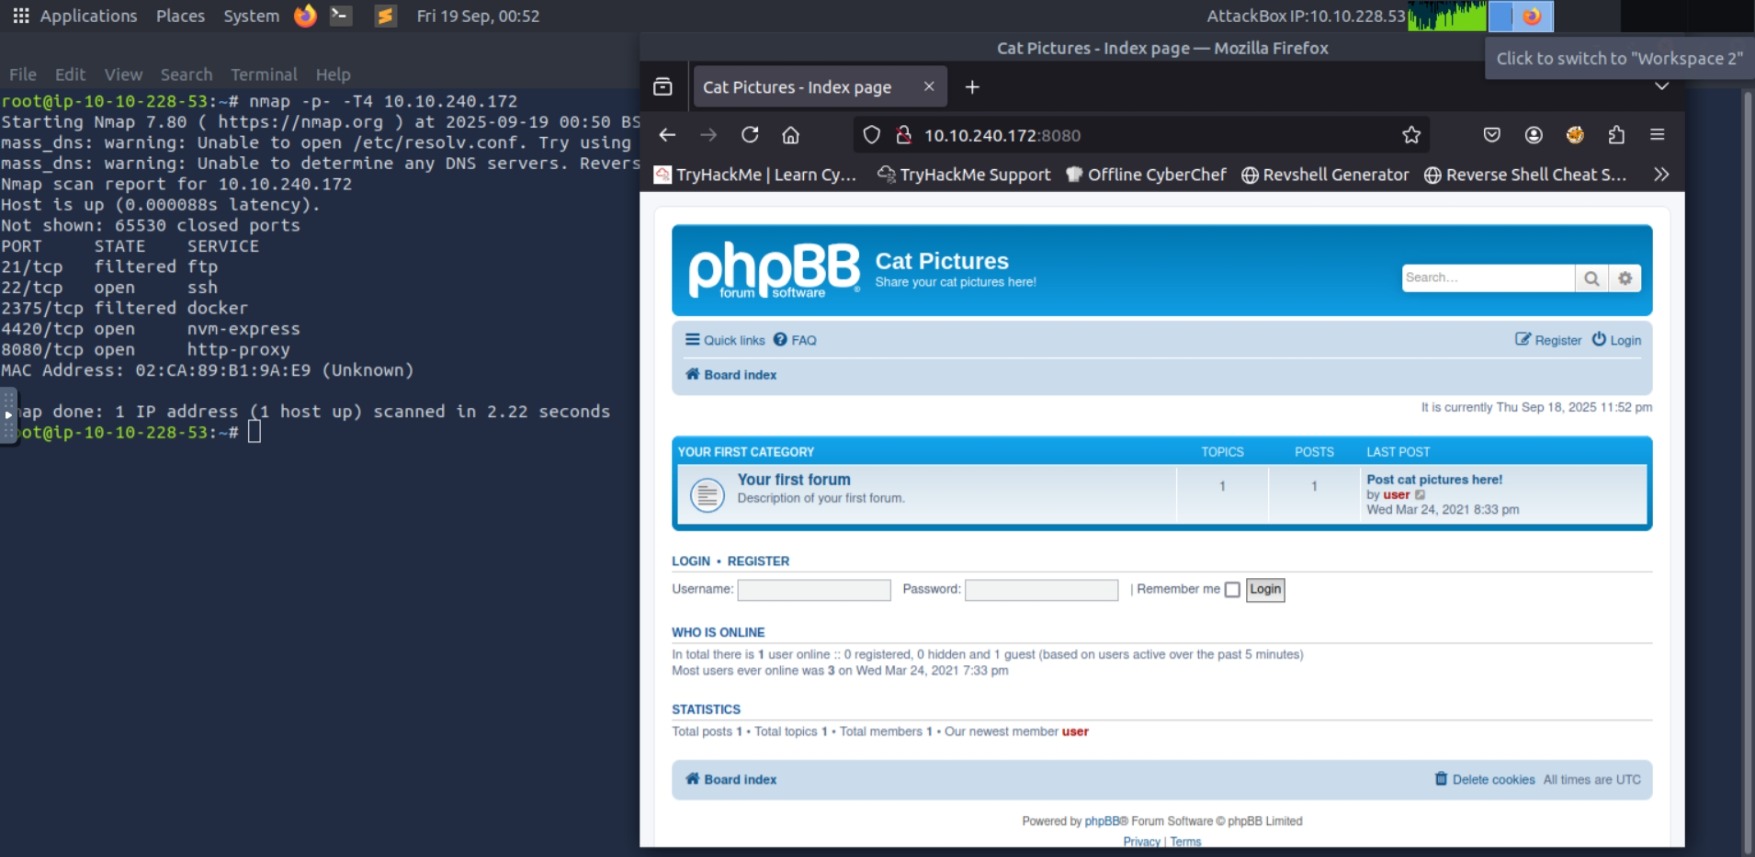 Applications Places System Fri 19 Sep, 00:52 AttackBox IP:10.10.228.53
Click to switch to "Workspace 2"
File Edit View Search Terminal Help
root@ip-10-10-228-53:~# nmap -p- -T4 10.10.240.172
Starting Nmap 7.80 ( https://nmap.org ) at 2025-09-19 00:50 BS
mass_dns: warning: Unable to open /etc/resolv.conf. Try using
mass_dns: warning: Unable to determine any DNS servers. Revers
Nmap scan report for 10.10.240.172
Host is up (0.000088s latency).
Not shown: 65530 closed ports
PORT STATE SERVICE
21/tcp filtered ftp
22/tcp open ssh
2375/tcp filtered docker
4420/tcp open nvm-express
8080/tcp open http-proxy
MAC Address: 02:CA:89:B1:9A:E9 (Unknown)
map done: 1 IP address (1 host up) scanned in 2.22 seconds
ot@ip-10-10-228-53:~#
Cat Pictures - Index page — Mozilla Firefox
Cat Pictures - Index page
10.10.240.172:8080
TryHackMe | Learn Cy... TryHackMe Support Offline CyberChef Revshell Generator Reverse Shell Cheat S...
phpBB
forum software
Cat Pictures
Share your cat pictures here!
Search…
Quick links FAQ Register Login
Board index
It is currently Thu Sep 18, 2025 11:52 pm
YOUR FIRST CATEGORY TOPICS POSTS LAST POST
Your first forum
Description of your first forum.
1 1
Post cat pictures here!
by user
Wed Mar 24, 2021 8:33 pm
LOGIN • REGISTER
Username: Password: | Remember me Login
WHO IS ONLINE
In total there is 1 user online :: 0 registered, 0 hidden and 1 guest (based on users active over the past 5 minutes)
Most users ever online was 3 on Wed Mar 24, 2021 7:33 pm
STATISTICS
Total posts 1 • Total topics 1 • Total members 1 • Our newest member user
Board index Delete cookies All times are UTC
Powered by phpBB® Forum Software © phpBB Limited
Privacy | Terms